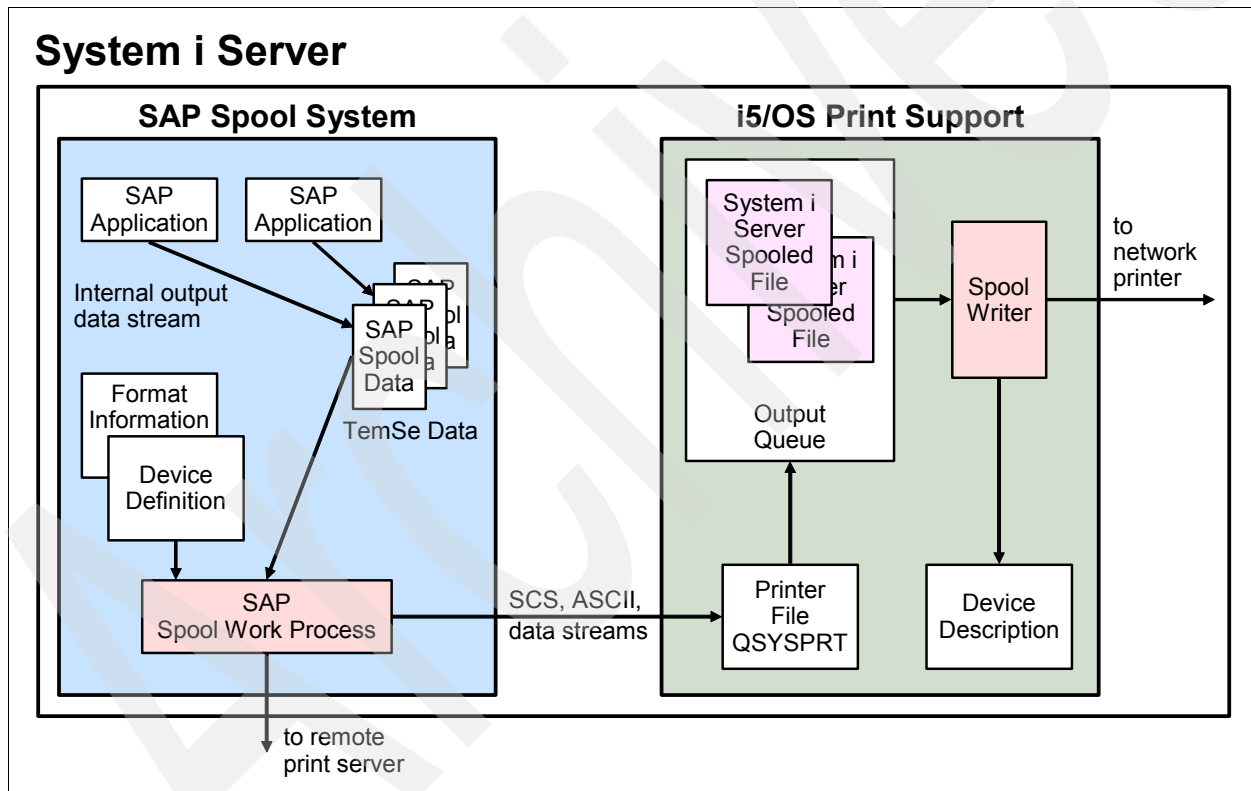 System i Server
SAP Spool System
i5/OS Print Support
SAP
Application
SAP
Application
Internal output
data stream
SAP
Spool
Data
SAP
TemSe Data
Format
Information
Device
Definition
SAP
Spool Work Process
to remote
print server
SCS, ASCII,
data streams
System i
Server
Spooled
File
Spooled
File
Output
Queue
Printer
File
QSYSPRT
Spool
Writer
Device
Description
to
network
printer